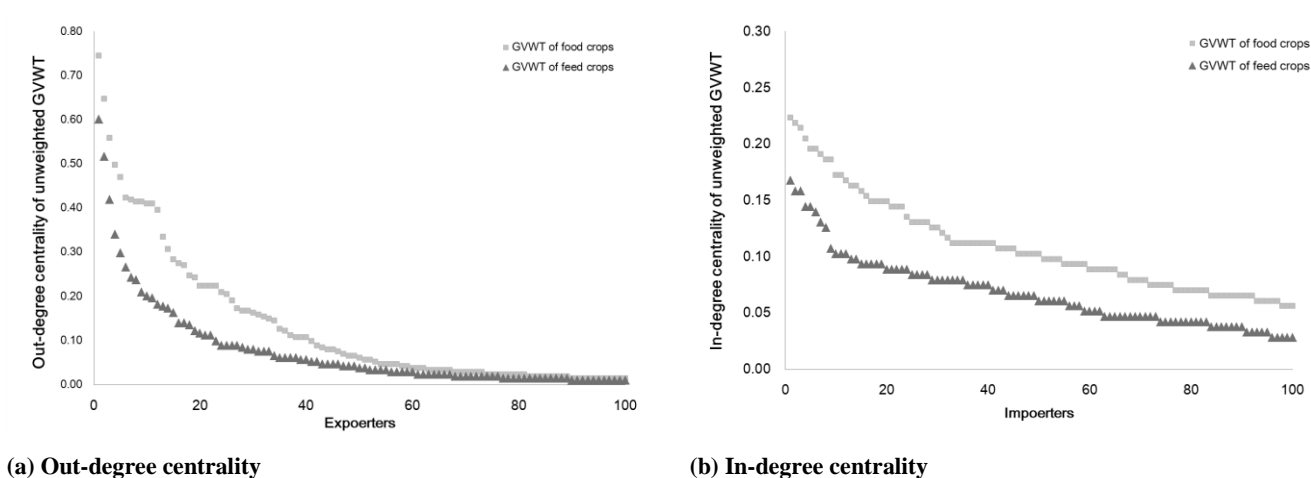 0.80
0.70
0.60
0.50
0.40
0.30
0.20
0.10
0.00
Out-degree centrality of unweighted GVWT
GVWT of food crops
GVWT of feed crops
0 20 40 60 80 100
Expoerters
(a) Out-degree centrality
0.30
0.25
0.20
0.15
0.10
0.05
0.00
In-degree centrality of unweighted GVWT
GVWT of food crops
GVWT of feed crops
0 20 40 60 80 100
Impoerters
(b) In-degree centrality